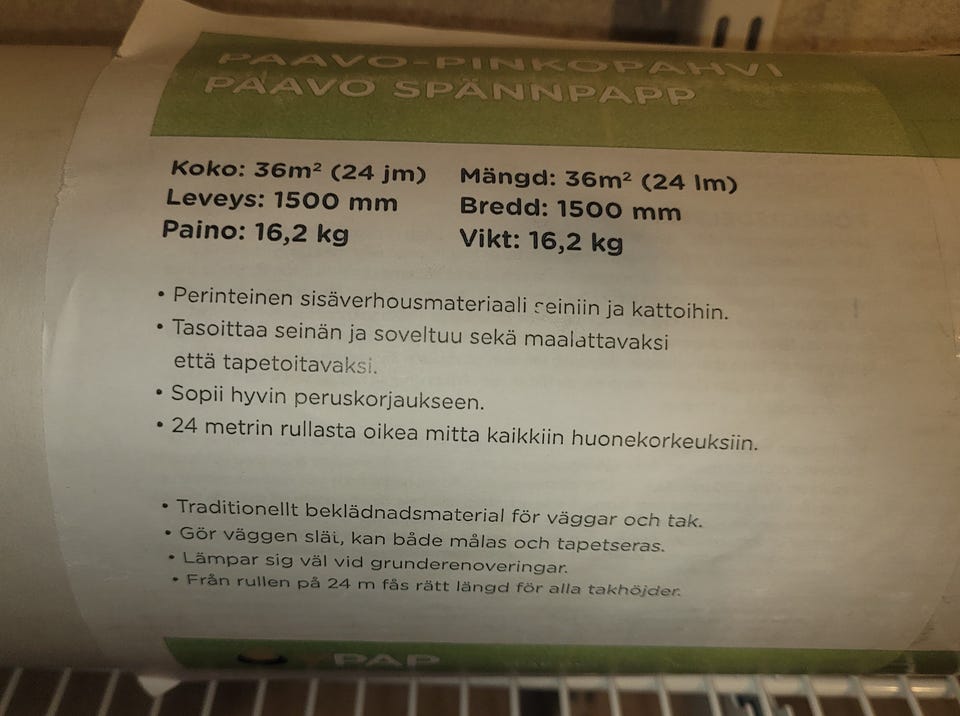 PAAVO-PINKOPAHVI
PAAVO SPÄNNPAPP
Koko: 36m² (24 jm)
Leveys: 1500 mm
Paino: 16,2 kg
Mängd: 36m² (24 lm)
Bredd: 1500 mm
Vikt: 16,2 kg
• Perinteinen sisäverhousmateriaali seiniin ja kattoihin.
• Tasoittaa seinän ja soveltuu sekä maalattavaksi
että tapetoitavaksi.
• Sopii hyvin peruskorjaukseen.
• 24 metrin rullasta oikea mitta kaikkiin huonekorkeuksiin.
• Traditionellt beklädnadsmaterial för väggar och tak.
• Gör väggen slät, kan både målas och tapetseras.
• Lämpar sig väl vid grunderenoveringar.
• Från rullen på 24 m fås rätt längd för alla takhöjder.